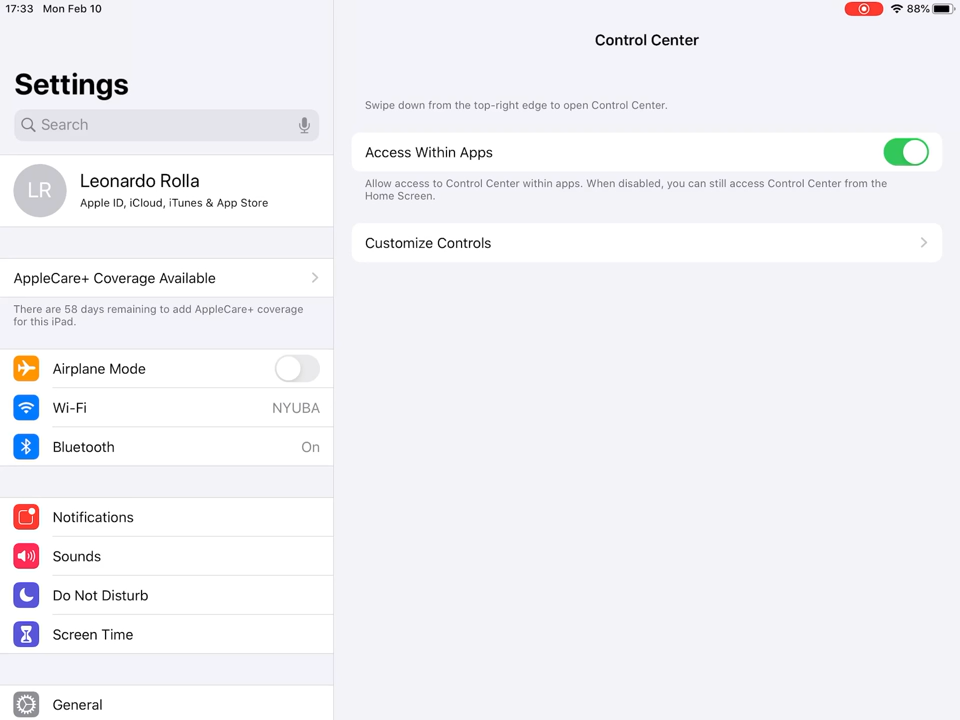 17:33 Mon Feb 10
88%
Settings
Search
LR
Leonardo Rolla
Apple ID, iCloud, iTunes & App Store
AppleCare+ Coverage Available
There are 58 days remaining to add AppleCare+ coverage
for this iPad.
Airplane Mode
Wi-Fi NYUBA
Bluetooth On
Notifications
Sounds
Do Not Disturb
Screen Time
General
Control Center
Swipe down from the top-right edge to open Control Center.
Access Within Apps
Allow access to Control Center within apps. When disabled, you can still access Control Center from the
Home Screen.
Customize Controls